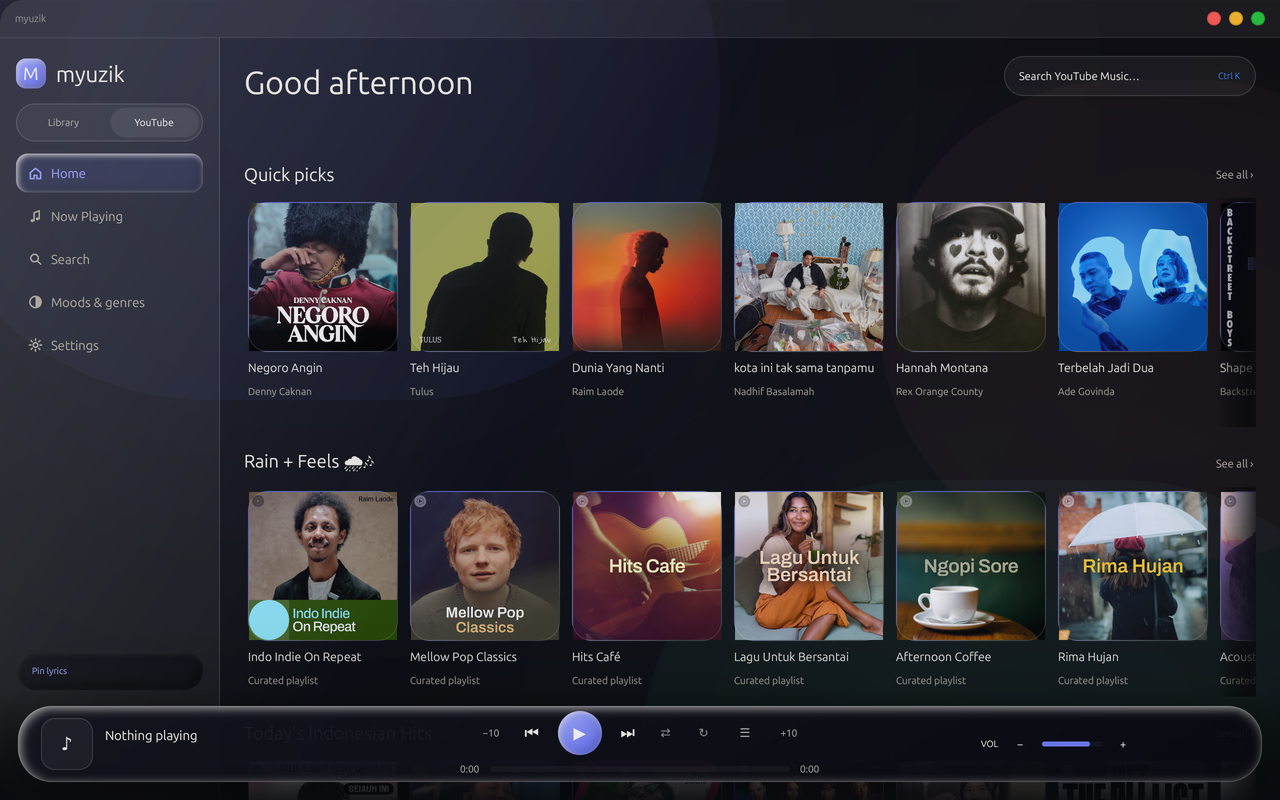 myuzik
M myuzik
Library YouTube
Home
Now Playing
Search
Moods & genres
Settings
Pin lyrics
Good afternoon
Search YouTube Music… Ctrl K
Quick picks
See all ›
DENNY CAKNAN
NEGORO
ANGIN
TULUS Teh Hijau
BACKSTREET BOYS
Negoro Angin
Denny Caknan
Teh Hijau
Tulus
Dunia Yang Nanti
Raim Laode
kota ini tak sama tanpamu
Nadhif Basalamah
Hannah Montana
Rex Orange County
Terbelah Jadi Dua
Ade Govinda
Shape
Backstr
Rain + Feels 🌧️🎶
See all ›
Raim Laode
Indo Indie
On Repeat
Mellow Pop
Classics
Hits Cafe
Lagu Untuk
Bersantai
Ngopi Sore
Rima Hujan
Indo Indie On Repeat
Curated playlist
Mellow Pop Classics
Curated playlist
Hits Café
Curated playlist
Lagu Untuk Bersantai
Curated playlist
Afternoon Coffee
Curated playlist
Rima Hujan
Curated playlist
Acoust
Curated
Today's Indonesian Hits
Nothing playing
−10 +10
0:00 0:00
VOL − +
SEJAUH INI